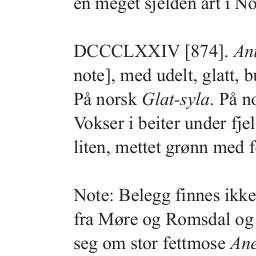 en meget sjelden art i No
DCCCLXXIV [874]. An
note], med udelt, glatt, b
På norsk Glat-syla. På n
Vokser i beiter under fjel
liten, mettet grønn med f
Note: Belegg finnes ikke
fra Møre og Romsdal og
seg om stor fettmose Ane